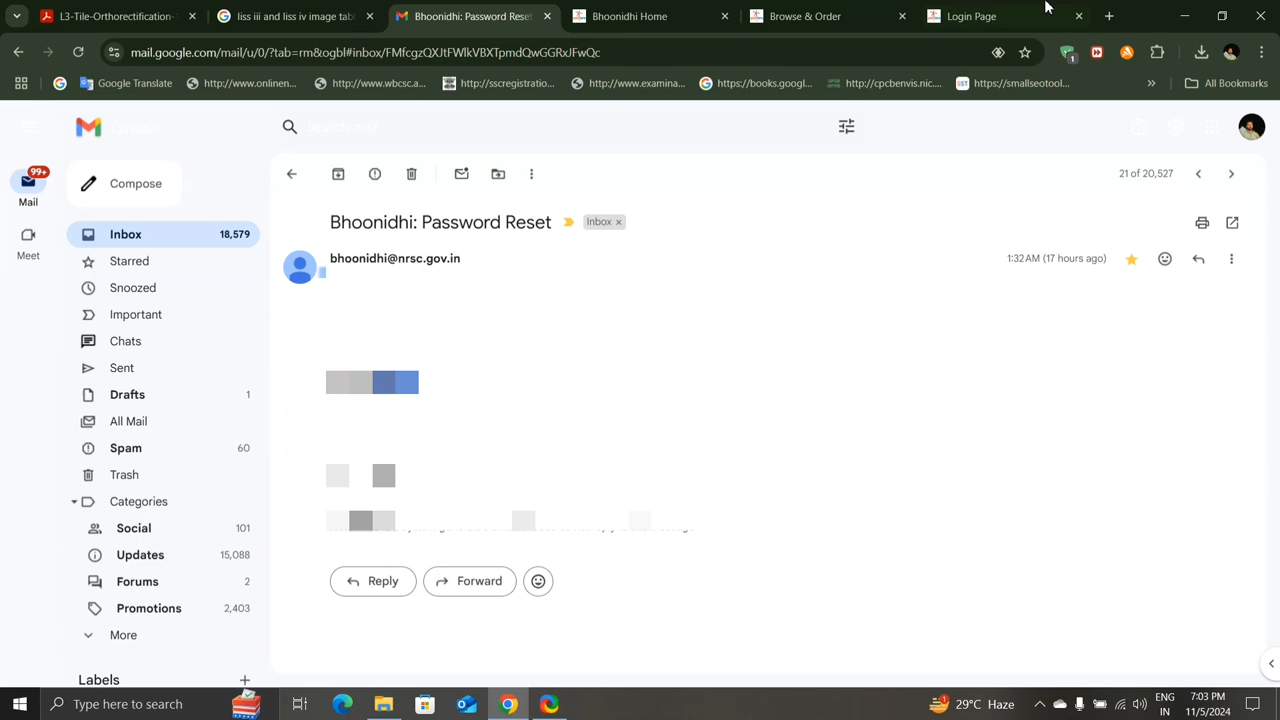 L3-Tile-Orthorectification-
liss iii and liss iv image tab
Bhoonidhi: Password Reset
Bhoonidhi Home
Browse & Order
Login Page
mail.google.com/mail/u/0/?tab=rm&ogbl#inbox/FMfcgzQXJtFWlkVBXTpmdQwGGRxJFwQc
Google Translate
http://www.onlinen...
http://www.wbcsc.a...
http://sscregistratio...
http://www.examina...
https://books.googl...
http://cpcbenvis.nic....
https://smallseotool...
All Bookmarks
Gmail
Search mail
99+
Mail
Meet
Compose
21 of 20,527
Inbox 18,579
Starred
Snoozed
Important
Chats
Sent
Drafts 1
All Mail
Spam 60
Trash
Categories
Social 101
Updates 15,088
Forums 2
Promotions 2,403
More
Labels
Bhoonidhi: Password Reset
Inbox x
bhoonidhi@nrsc.gov.in
1:32 AM (17 hours ago)
Reply
Forward
Type here to search
29°C Haze
ENG
IN
7:03 PM
11/5/2024